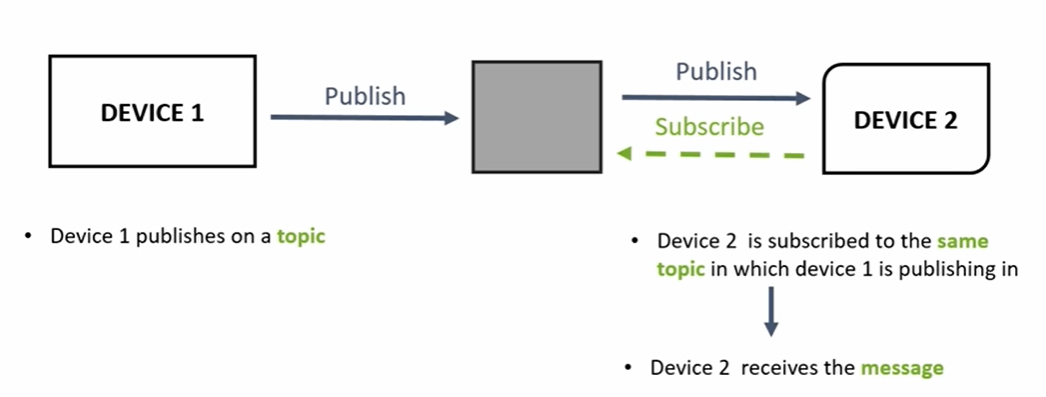 DEVICE 1
Publish
Publish
Subscribe
DEVICE 2
• Device 1 publishes on a topic
• Device 2 is subscribed to the same
topic in which device 1 is publishing in
• Device 2 receives the message